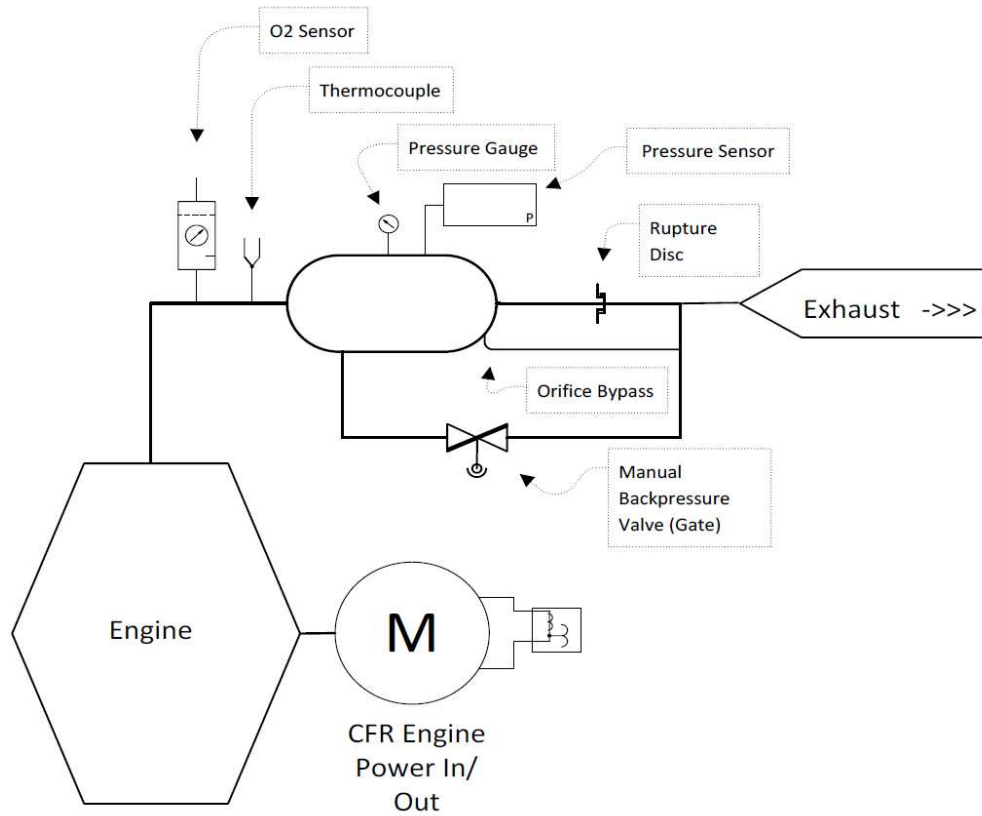 O2 Sensor
Thermocouple
Pressure Gauge
Pressure Sensor
P
Rupture
Disc
Exhaust ->>>
Orifice Bypass
Manual
Backpressure
Valve (Gate)
Engine
M
CFR Engine
Power In/
Out